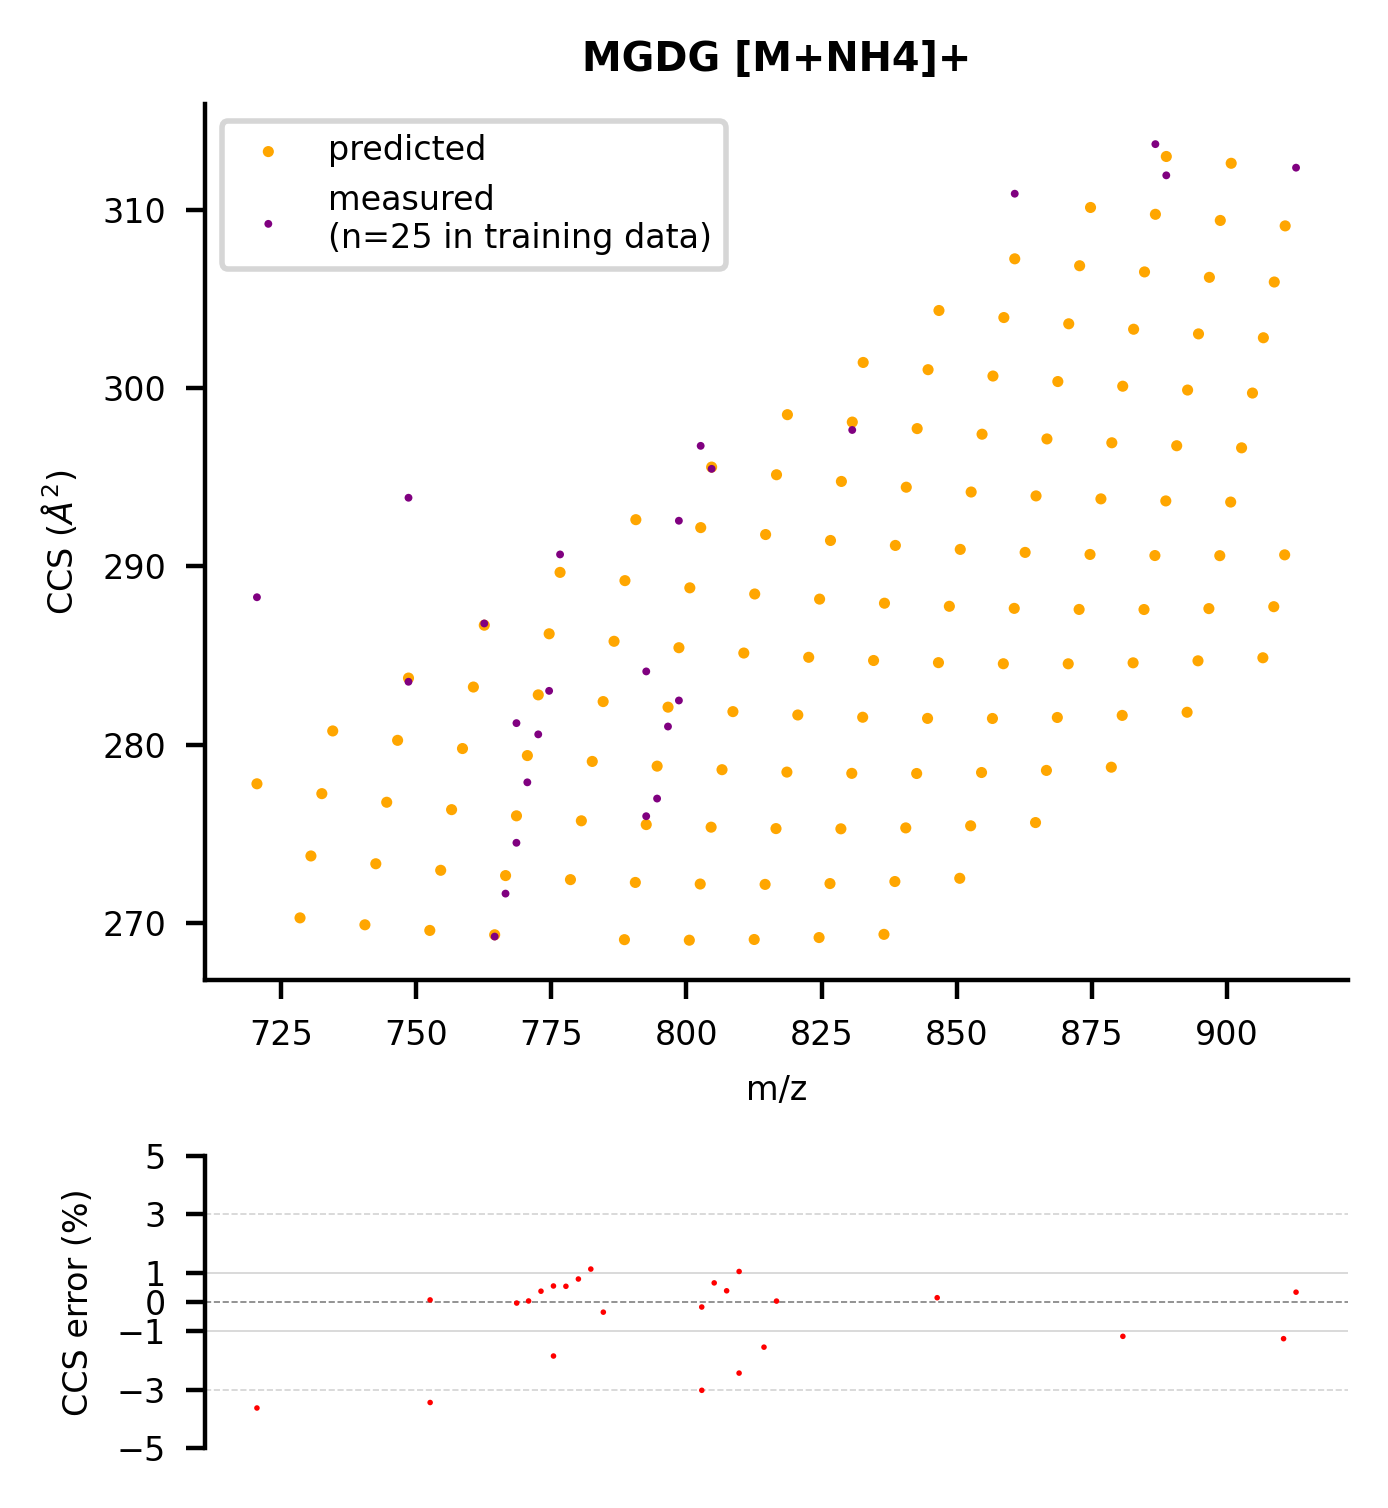 MGDG [M+NH4]+
predicted
measured
(n=25 in training data)
310
300
290
280
270
CCS (Å²)
725 750 775 800 825 850 875 900
m/z
5
3
1
0
−1
−3
−5
CCS error (%)